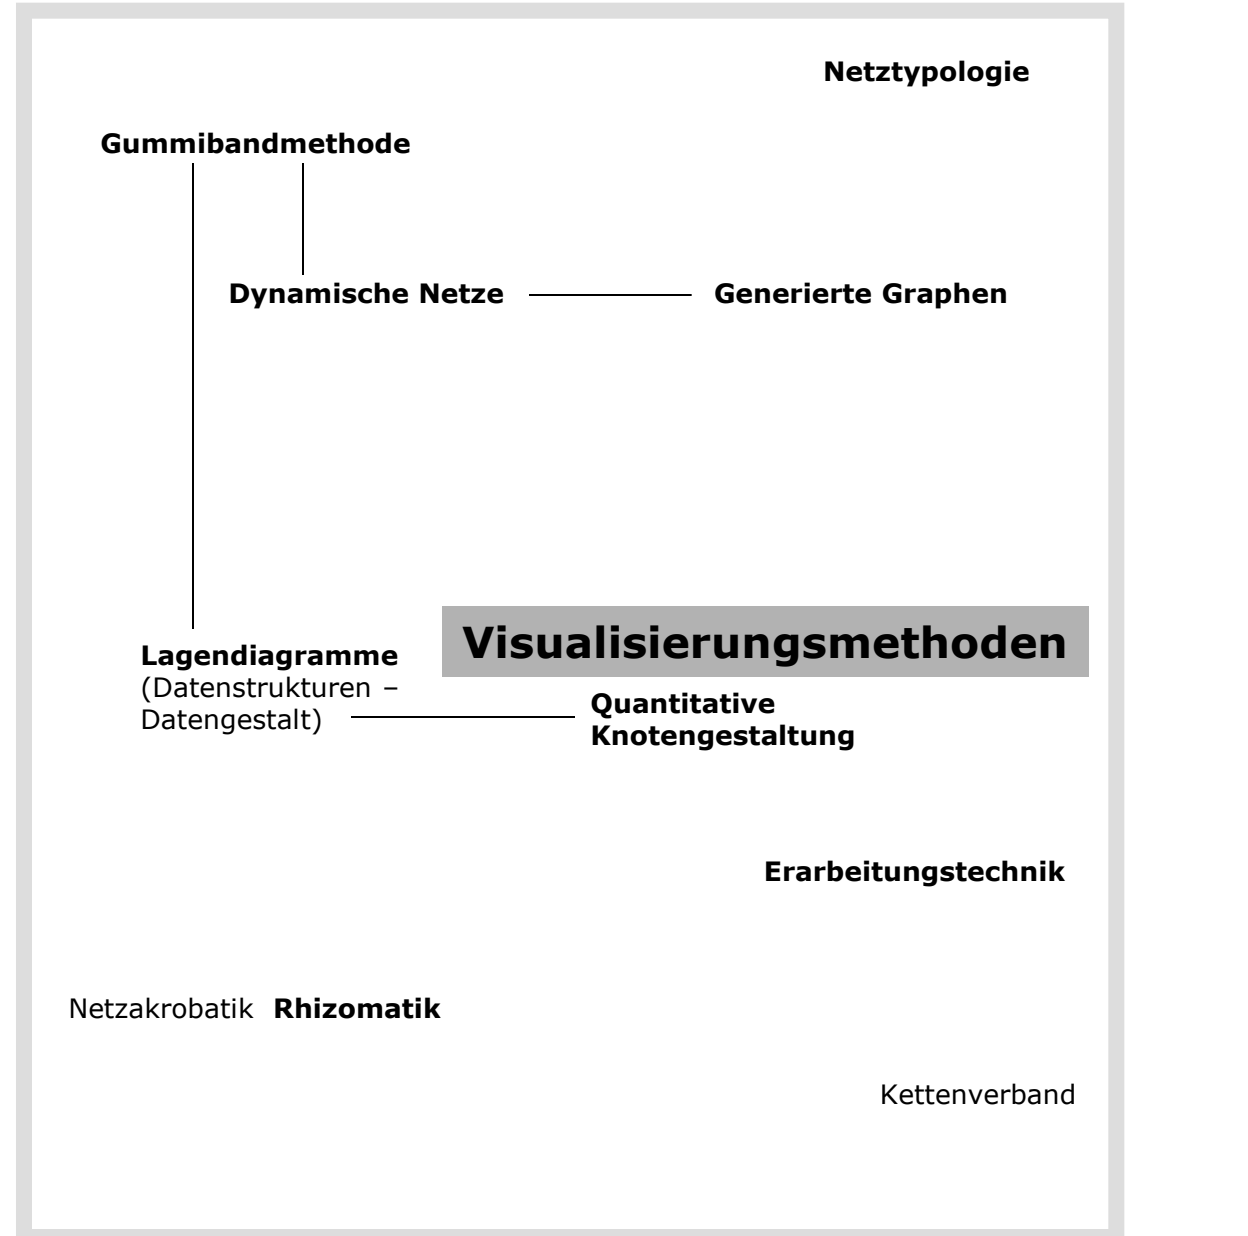 Netztypologie
Gummibandmethode
Dynamische Netze
Generierte Graphen
Visualisierungsmethoden
Lagendiagramme
(Datenstrukturen –
Datengestalt)
Quantitative
Knotengestaltung
Erarbeitungstechnik
Netzakrobatik Rhizomatik
Kettenverband